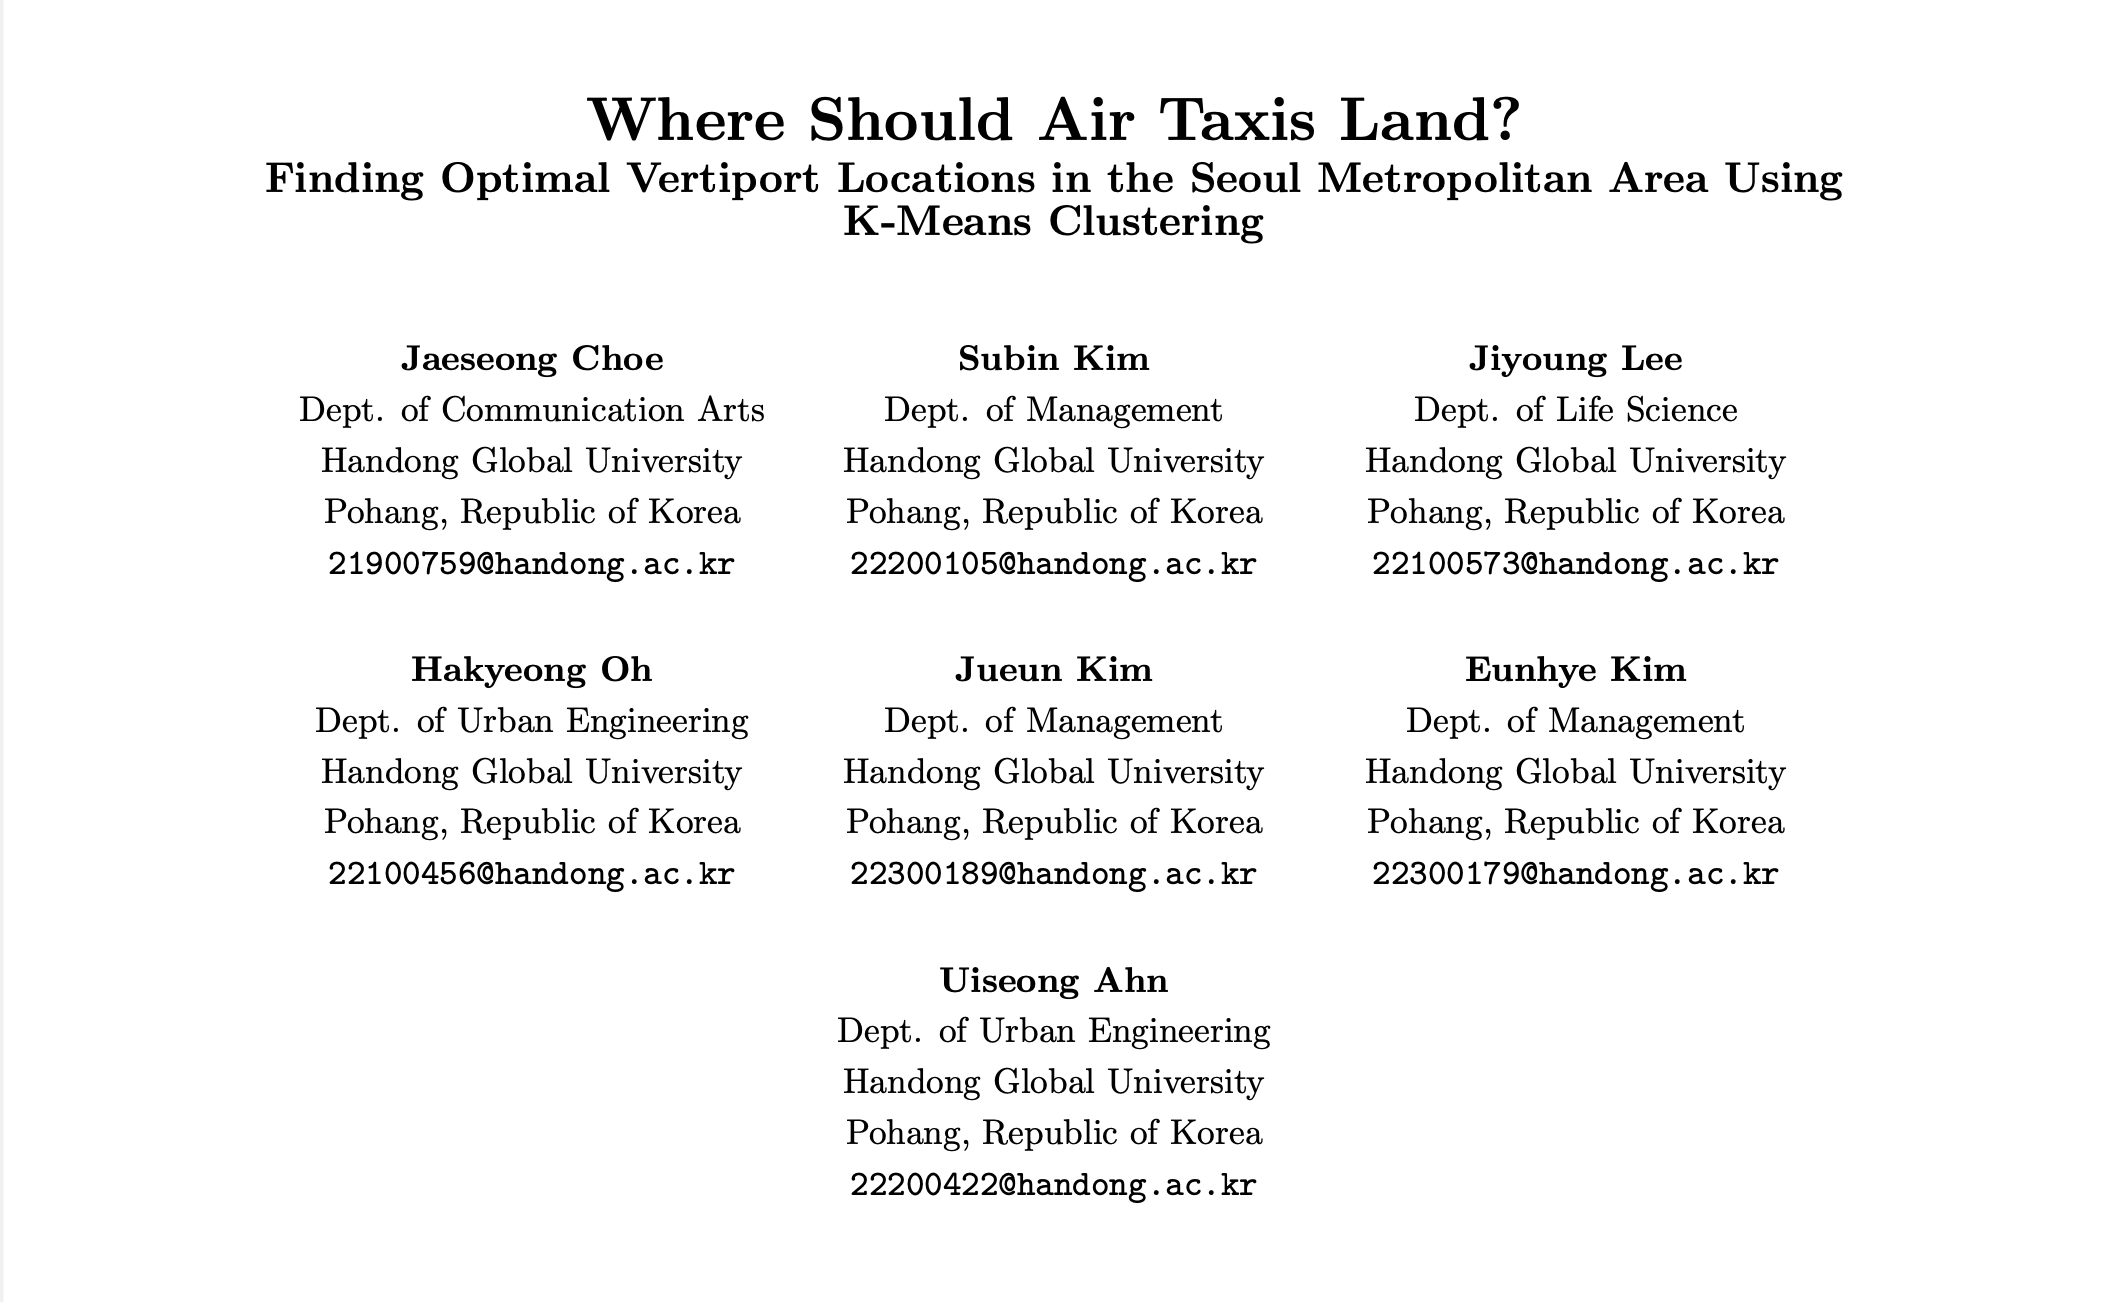 Where Should Air Taxis Land?
Finding Optimal Vertiport Locations in the Seoul Metropolitan Area Using
K-Means Clustering
Jaeseong Choe
Dept. of Communication Arts
Handong Global University
Pohang, Republic of Korea
21900759@handong.ac.kr
Subin Kim
Dept. of Management
Handong Global University
Pohang, Republic of Korea
22200105@handong.ac.kr
Jiyoung Lee
Dept. of Life Science
Handong Global University
Pohang, Republic of Korea
22100573@handong.ac.kr
Hakyeong Oh
Dept. of Urban Engineering
Handong Global University
Pohang, Republic of Korea
22100456@handong.ac.kr
Jueun Kim
Dept. of Management
Handong Global University
Pohang, Republic of Korea
22300189@handong.ac.kr
Eunhye Kim
Dept. of Management
Handong Global University
Pohang, Republic of Korea
22300179@handong.ac.kr
Uiseong Ahn
Dept. of Urban Engineering
Handong Global University
Pohang, Republic of Korea
22200422@handong.ac.kr